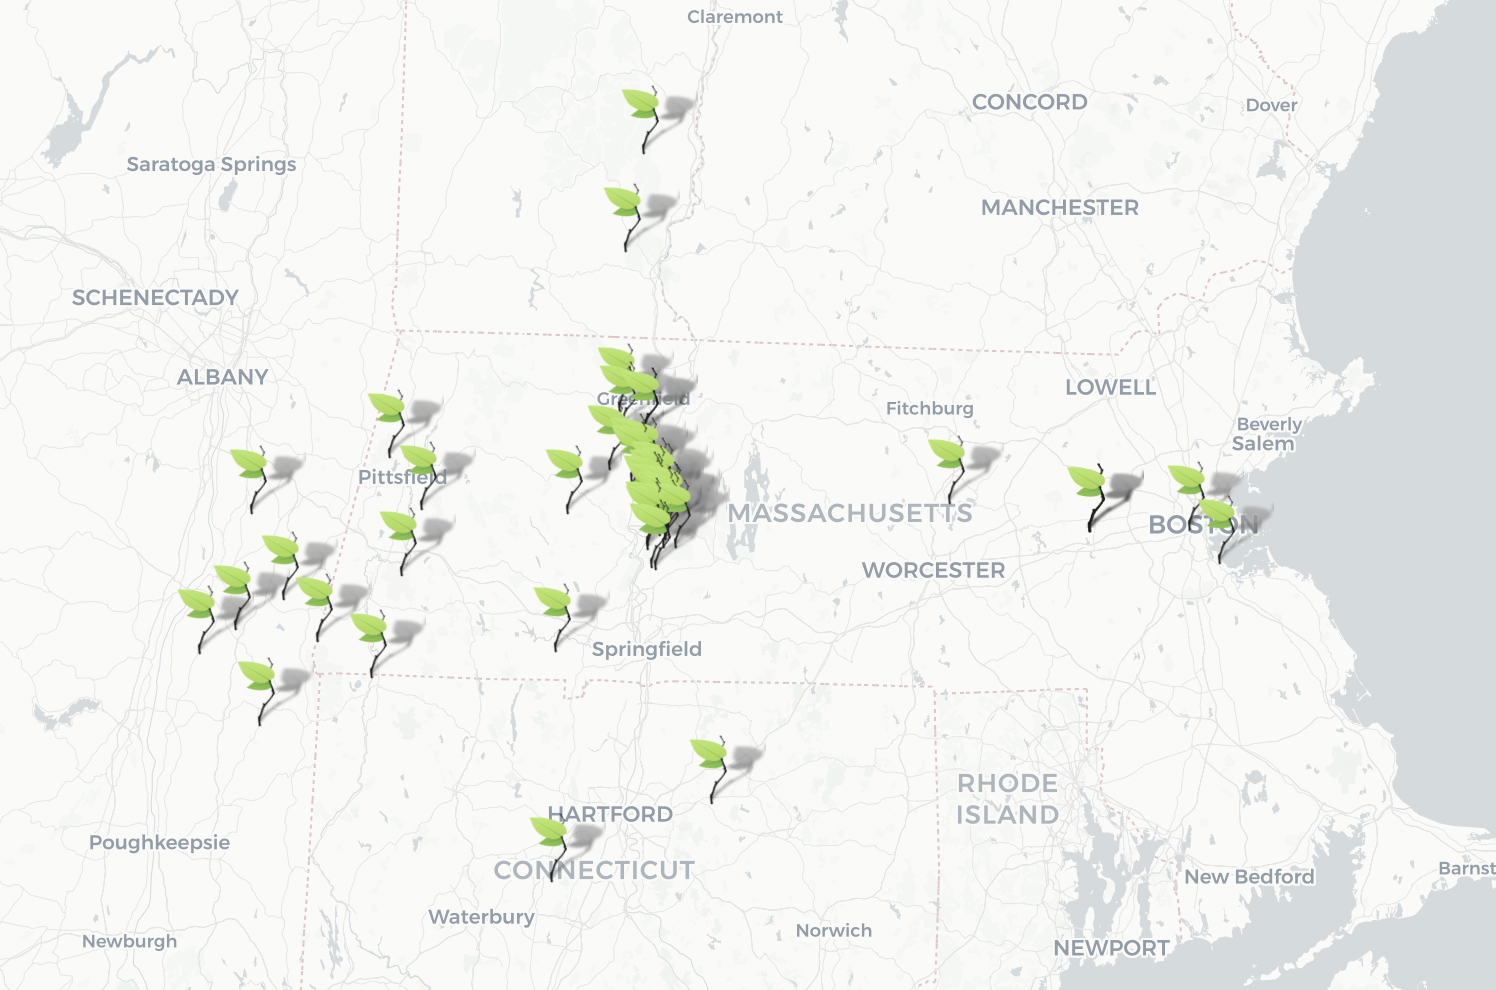 Claremont
CONCORD
Dover
Saratoga Springs
MANCHESTER
SCHENECTADY
ALBANY
LOWELL
Greenfield
Fitchburg
Beverly
Salem
Pittsfield
MASSACHUSETTS
BOSTON
WORCESTER
Springfield
RHODE
ISLAND
HARTFORD
Poughkeepsie
CONNECTICUT
Barnst
New Bedford
Waterbury
Norwich
Newburgh
NEWPORT